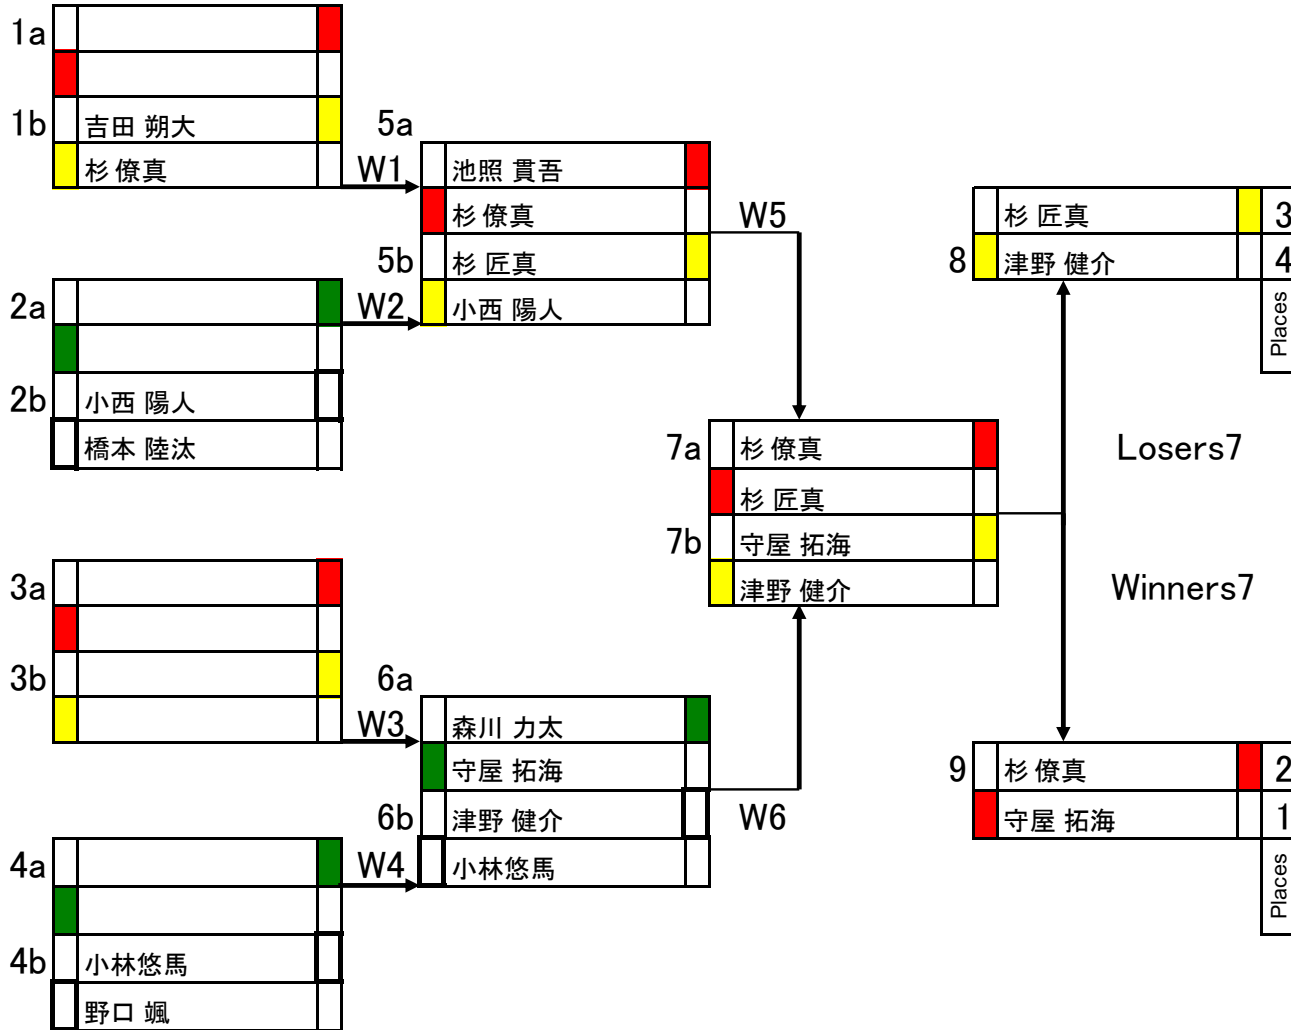 1a
1b
吉田 朔大
杉 僚真
W1
2a
2b
小西 陽人
橋本 陸汰
W2
3a
3b
W3
4a
4b
小林悠馬
野口 颯
W4
5a
池照 貫吾
杉 僚真
5b
杉 匠真
小西 陽人
W5
6a
森川 力太
守屋 拓海
6b
津野 健介
小林悠馬
W6
7a
杉 僚真
杉 匠真
7b
守屋 拓海
津野 健介
Losers7
Winners7
杉 匠真 3
8 津野 健介 4
Places
9 杉 僚真 2
守屋 拓海 1
Places